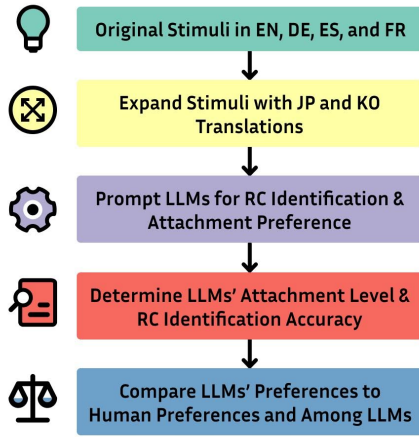 Original Stimuli in EN, DE, ES, and FR
Expand Stimuli with JP and KO
Translations
Prompt LLMs for RC Identification &
Attachment Preference
Determine LLMs' Attachment Level &
RC Identification Accuracy
Compare LLMs' Preferences to
Human Preferences and Among LLMs